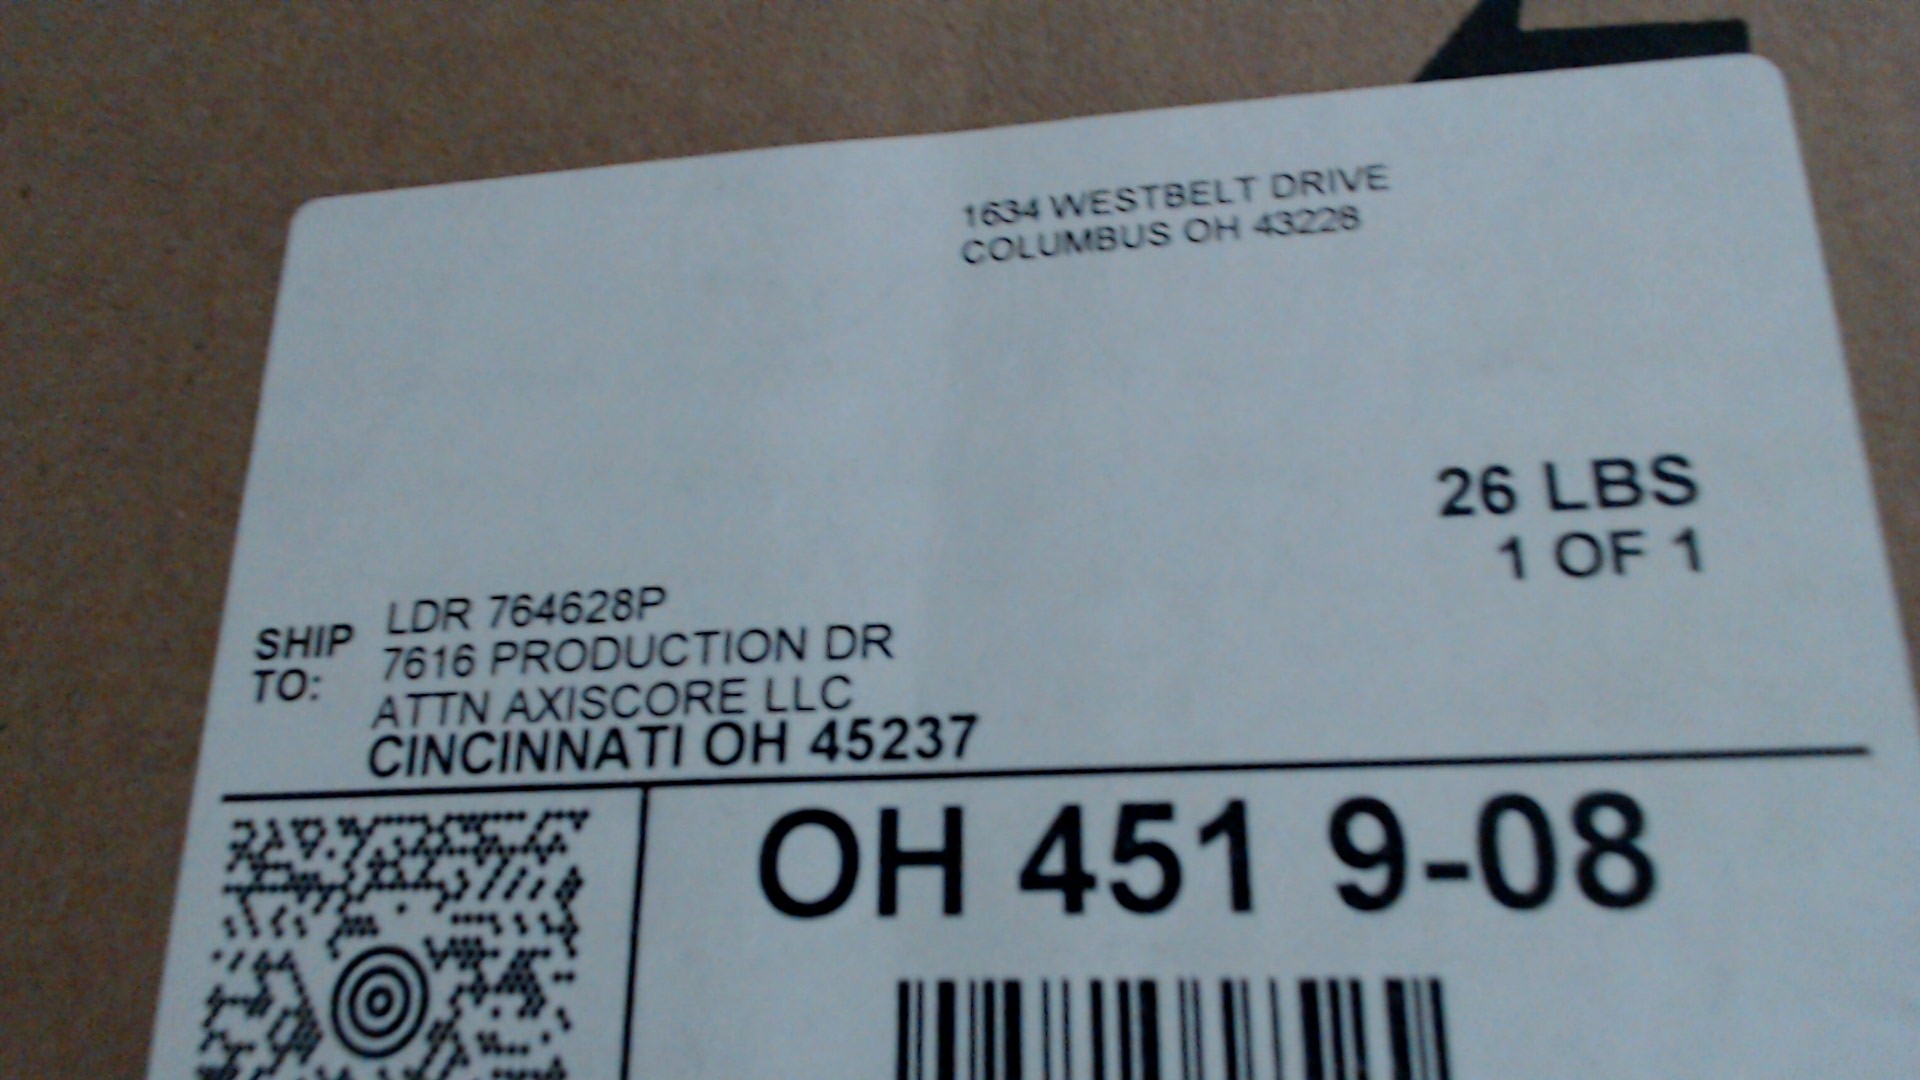 1634 WESTBELT DRIVE
COLUMBUS OH 43228
26 LBS
1 OF 1
SHIP TO:
LDR 764628P
7616 PRODUCTION DR
ATTN AXISCORE LLC
CINCINNATI OH 45237
OH 451 9-08